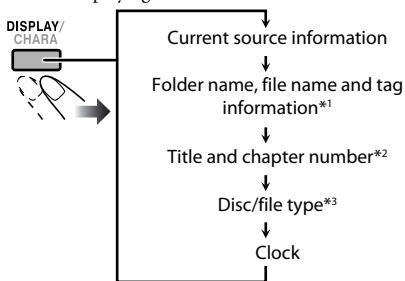 DISPLAY/
CHARA
Current source information
Folder name, file name and tag
information*1
Title and chapter number*2
Disc/file type*3
Clock